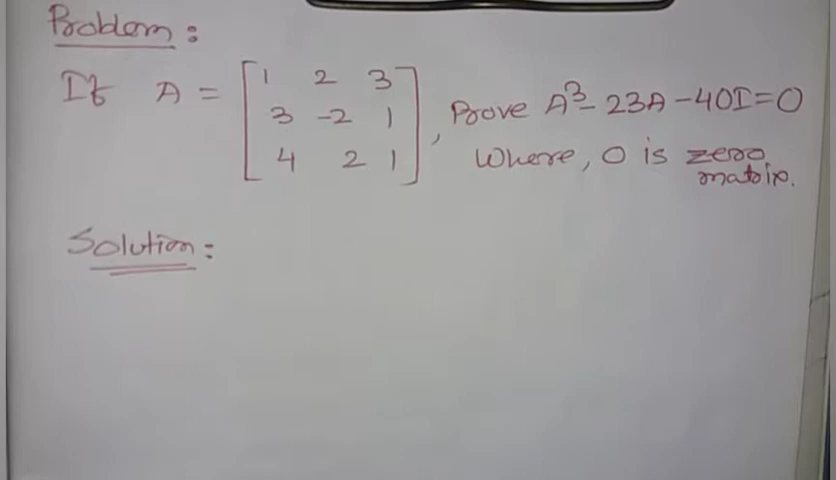 Problem:
If A = [1 2 3
3 -2 1
4 2 1], Prove A³-23A-40I=0
Where, 0 is zero
matrix.
Solution: